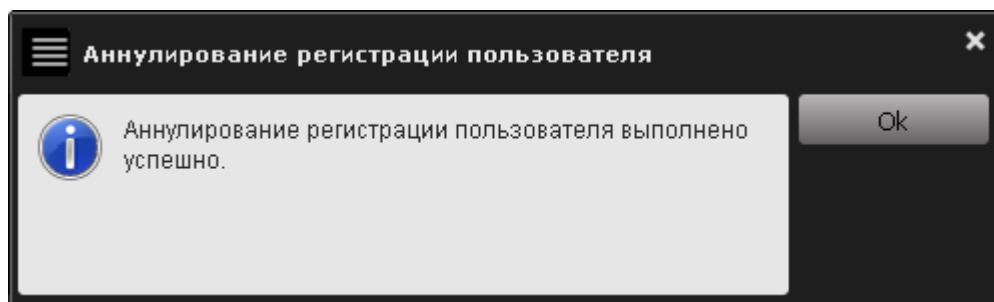 Аннулирование регистрации пользователя
Аннулирование регистрации пользователя выполнено
успешно.
Ok